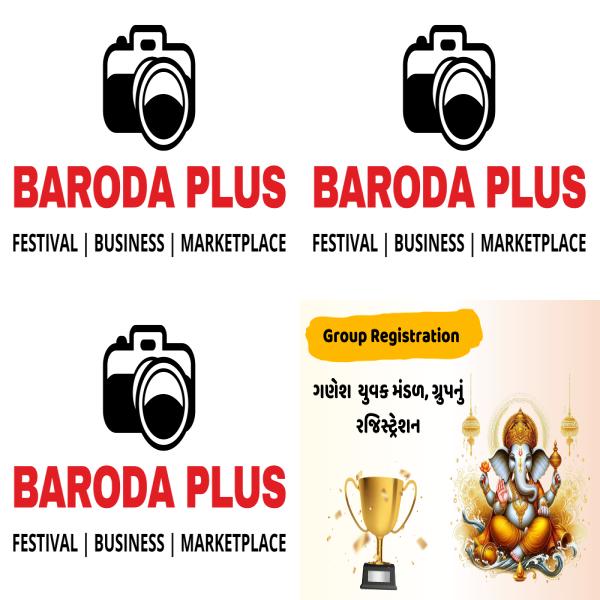 BARODA PLUS
FESTIVAL | BUSINESS | MARKETPLACE
BARODA PLUS
FESTIVAL | BUSINESS | MARKETPLACE
BARODA PLUS
FESTIVAL | BUSINESS | MARKETPLACE
Group Registration
ગણેશ યુવક મંડળ, ગ્રુપનું
રજિસ્ટ્રેશન